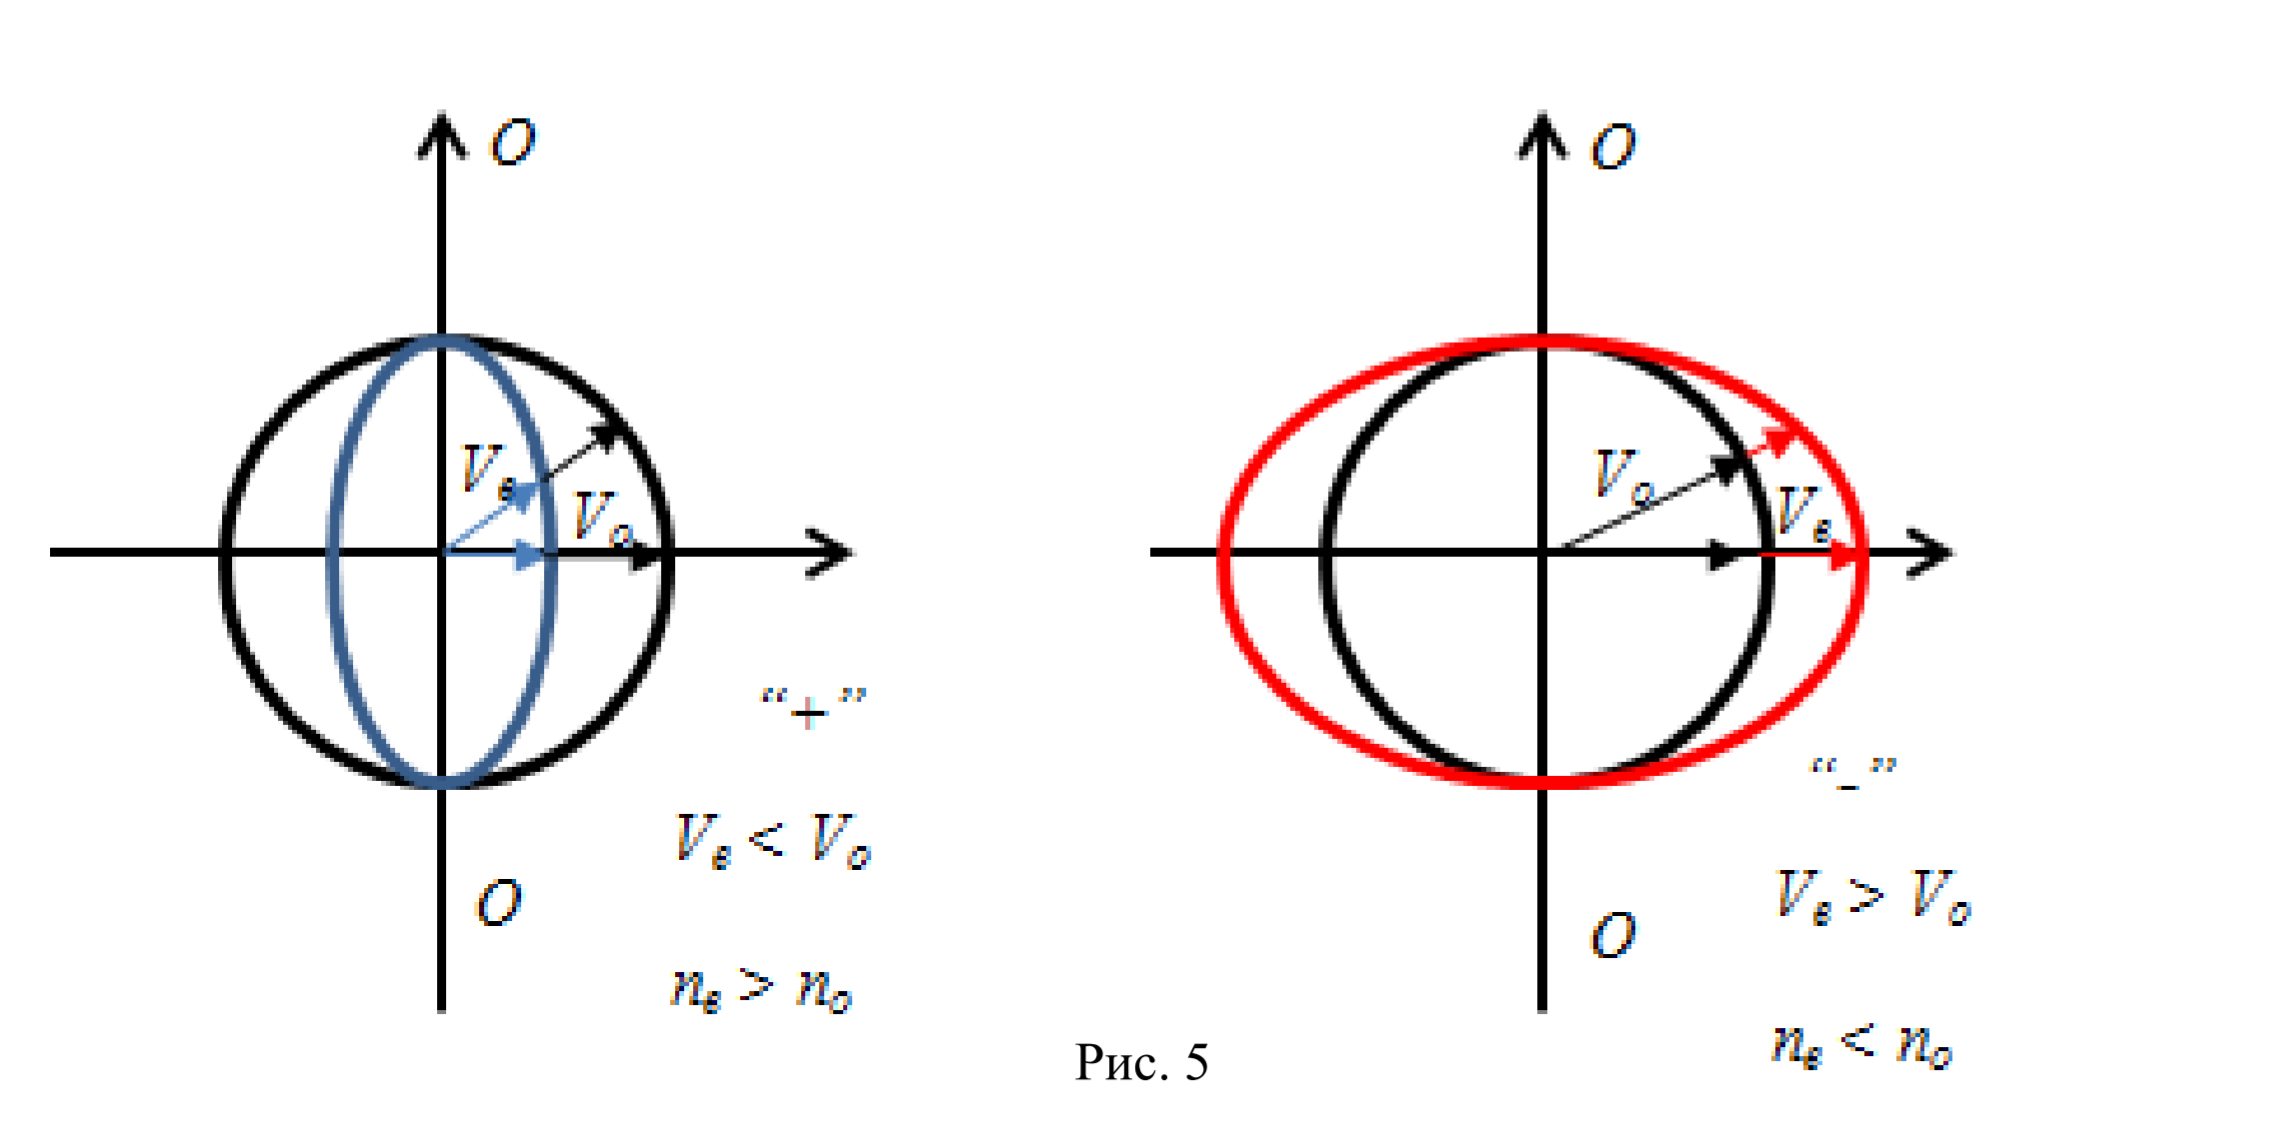 O
O
V_e
V_o
V_o
V_e
“+”
“-”
V_e < V_o
V_e > V_o
O
O
n_e > n_o
n_e < n_o
Рис. 5